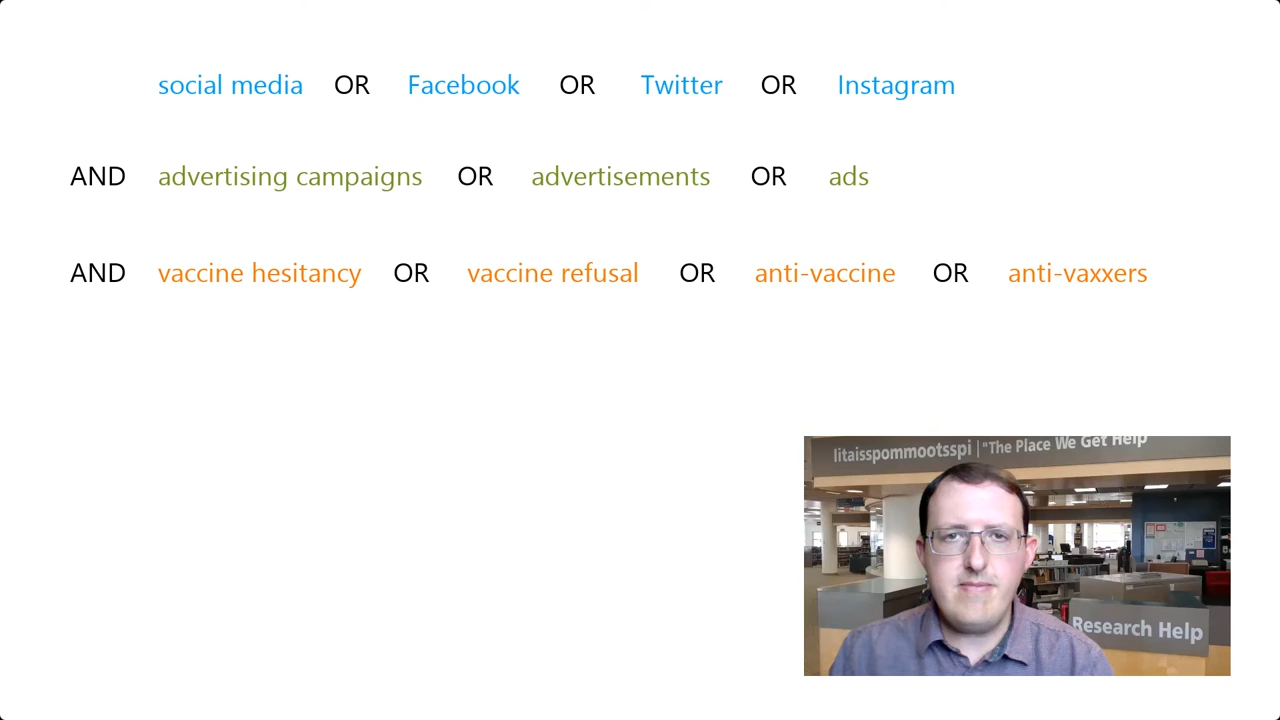 social media OR Facebook OR Twitter OR Instagram
AND advertising campaigns OR advertisements OR ads
AND vaccine hesitancy OR vaccine refusal OR anti-vaccine OR anti-vaxxers
Iitaisspommootsspi | "The Place We Get Help
Research Help